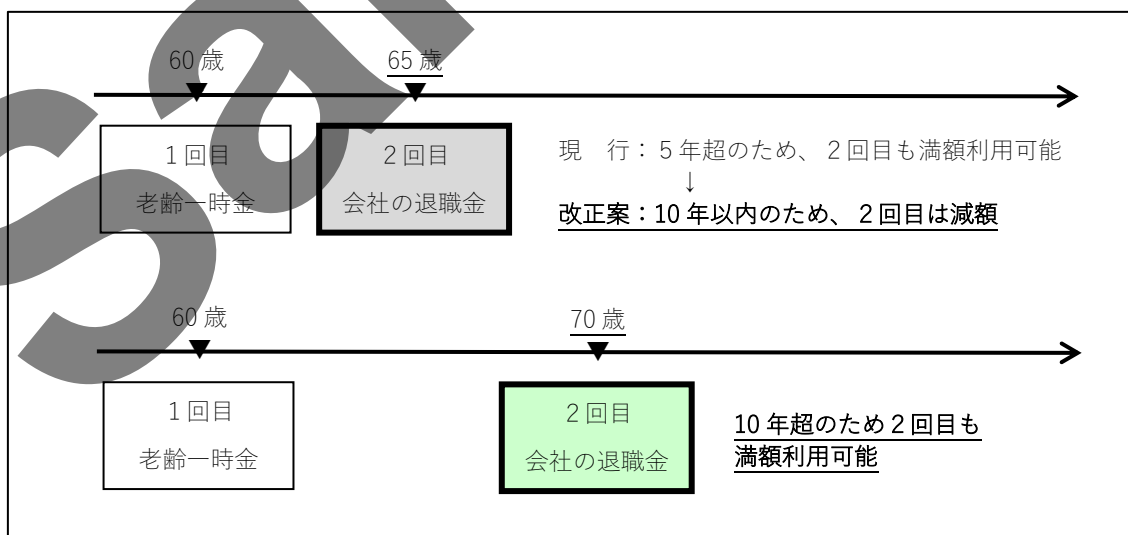 60歳
65歳
1回目
老齢一時金
2回目
会社の退職金
現　行：５年超のため、２回目も満額利用可能
↓
改正案：10年以内のため、２回目は減額
60歳
70歳
1回目
老齢一時金
2回目
会社の退職金
10年超のため２回目も
満額利用可能